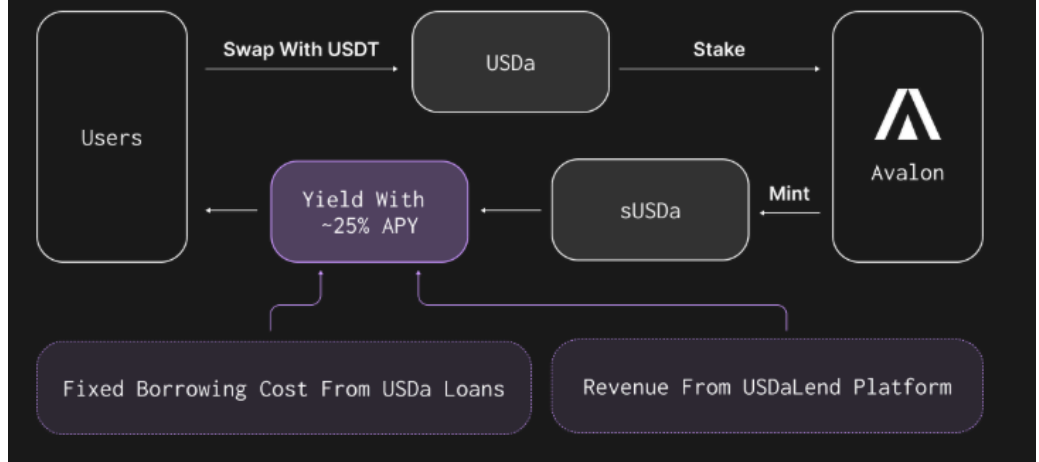 Swap With USDT
USDa
Stake
Users
Avalon
Yield With
~25% APY
sUSDa
Mint
Fixed Borrowing Cost From USDa Loans
Revenue From USDaLend Platform